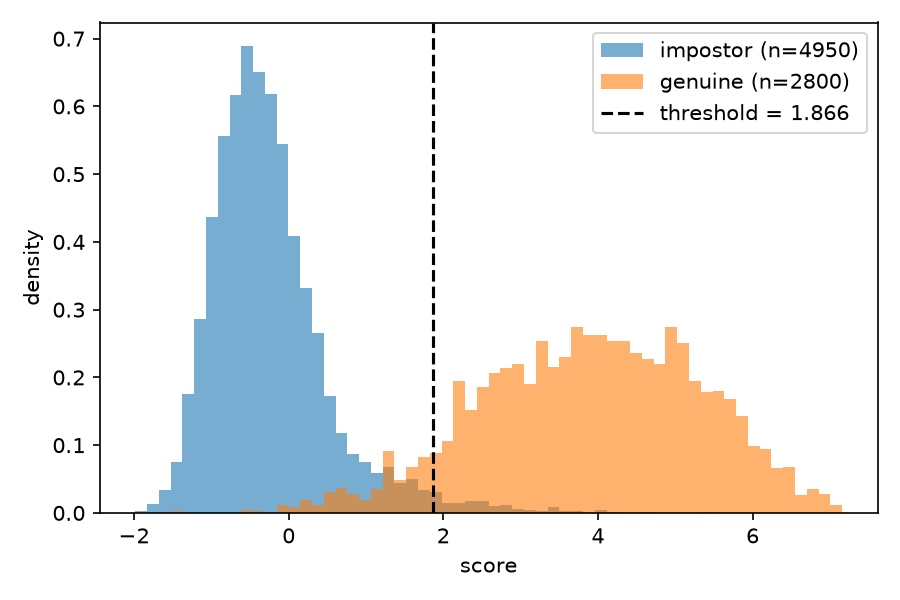 impostor (n=4950)
genuine (n=2800)
threshold = 1.866
density
0.7
0.6
0.5
0.4
0.3
0.2
0.1
0.0
−2 0 2 4 6
score